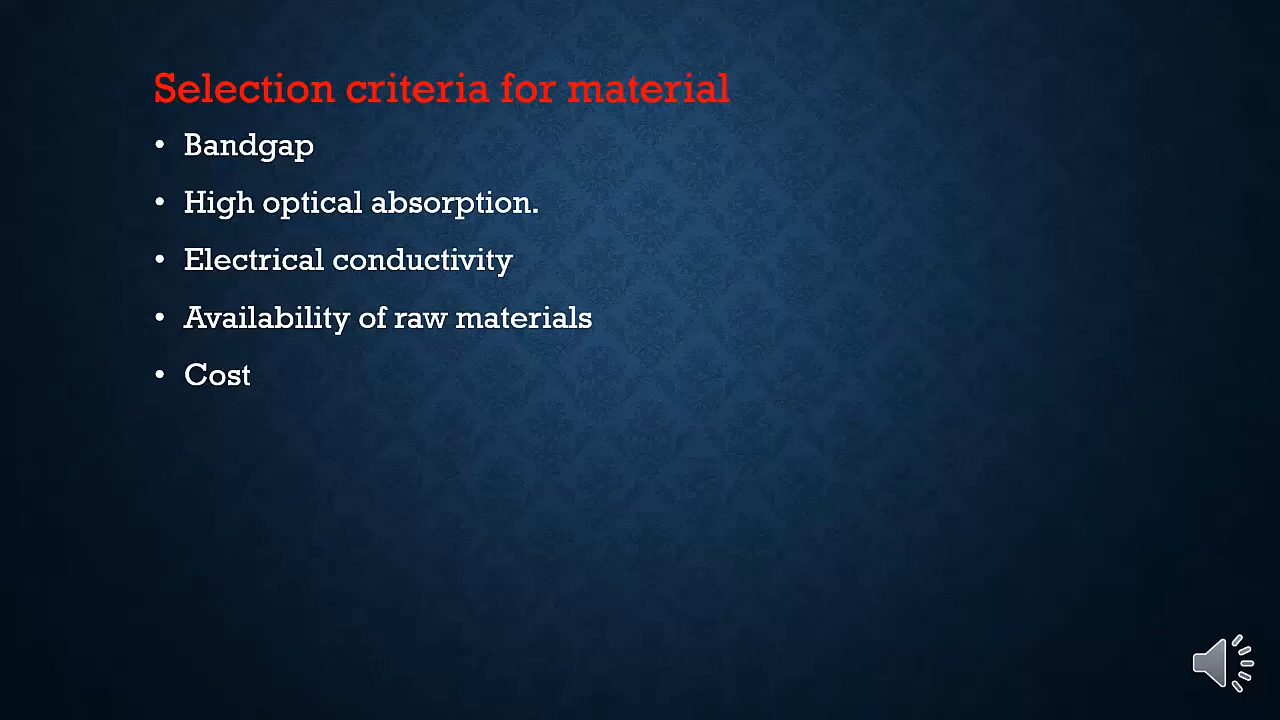 Selection criteria for material
• Bandgap
• High optical absorption.
• Electrical conductivity
• Availability of raw materials
• Cost